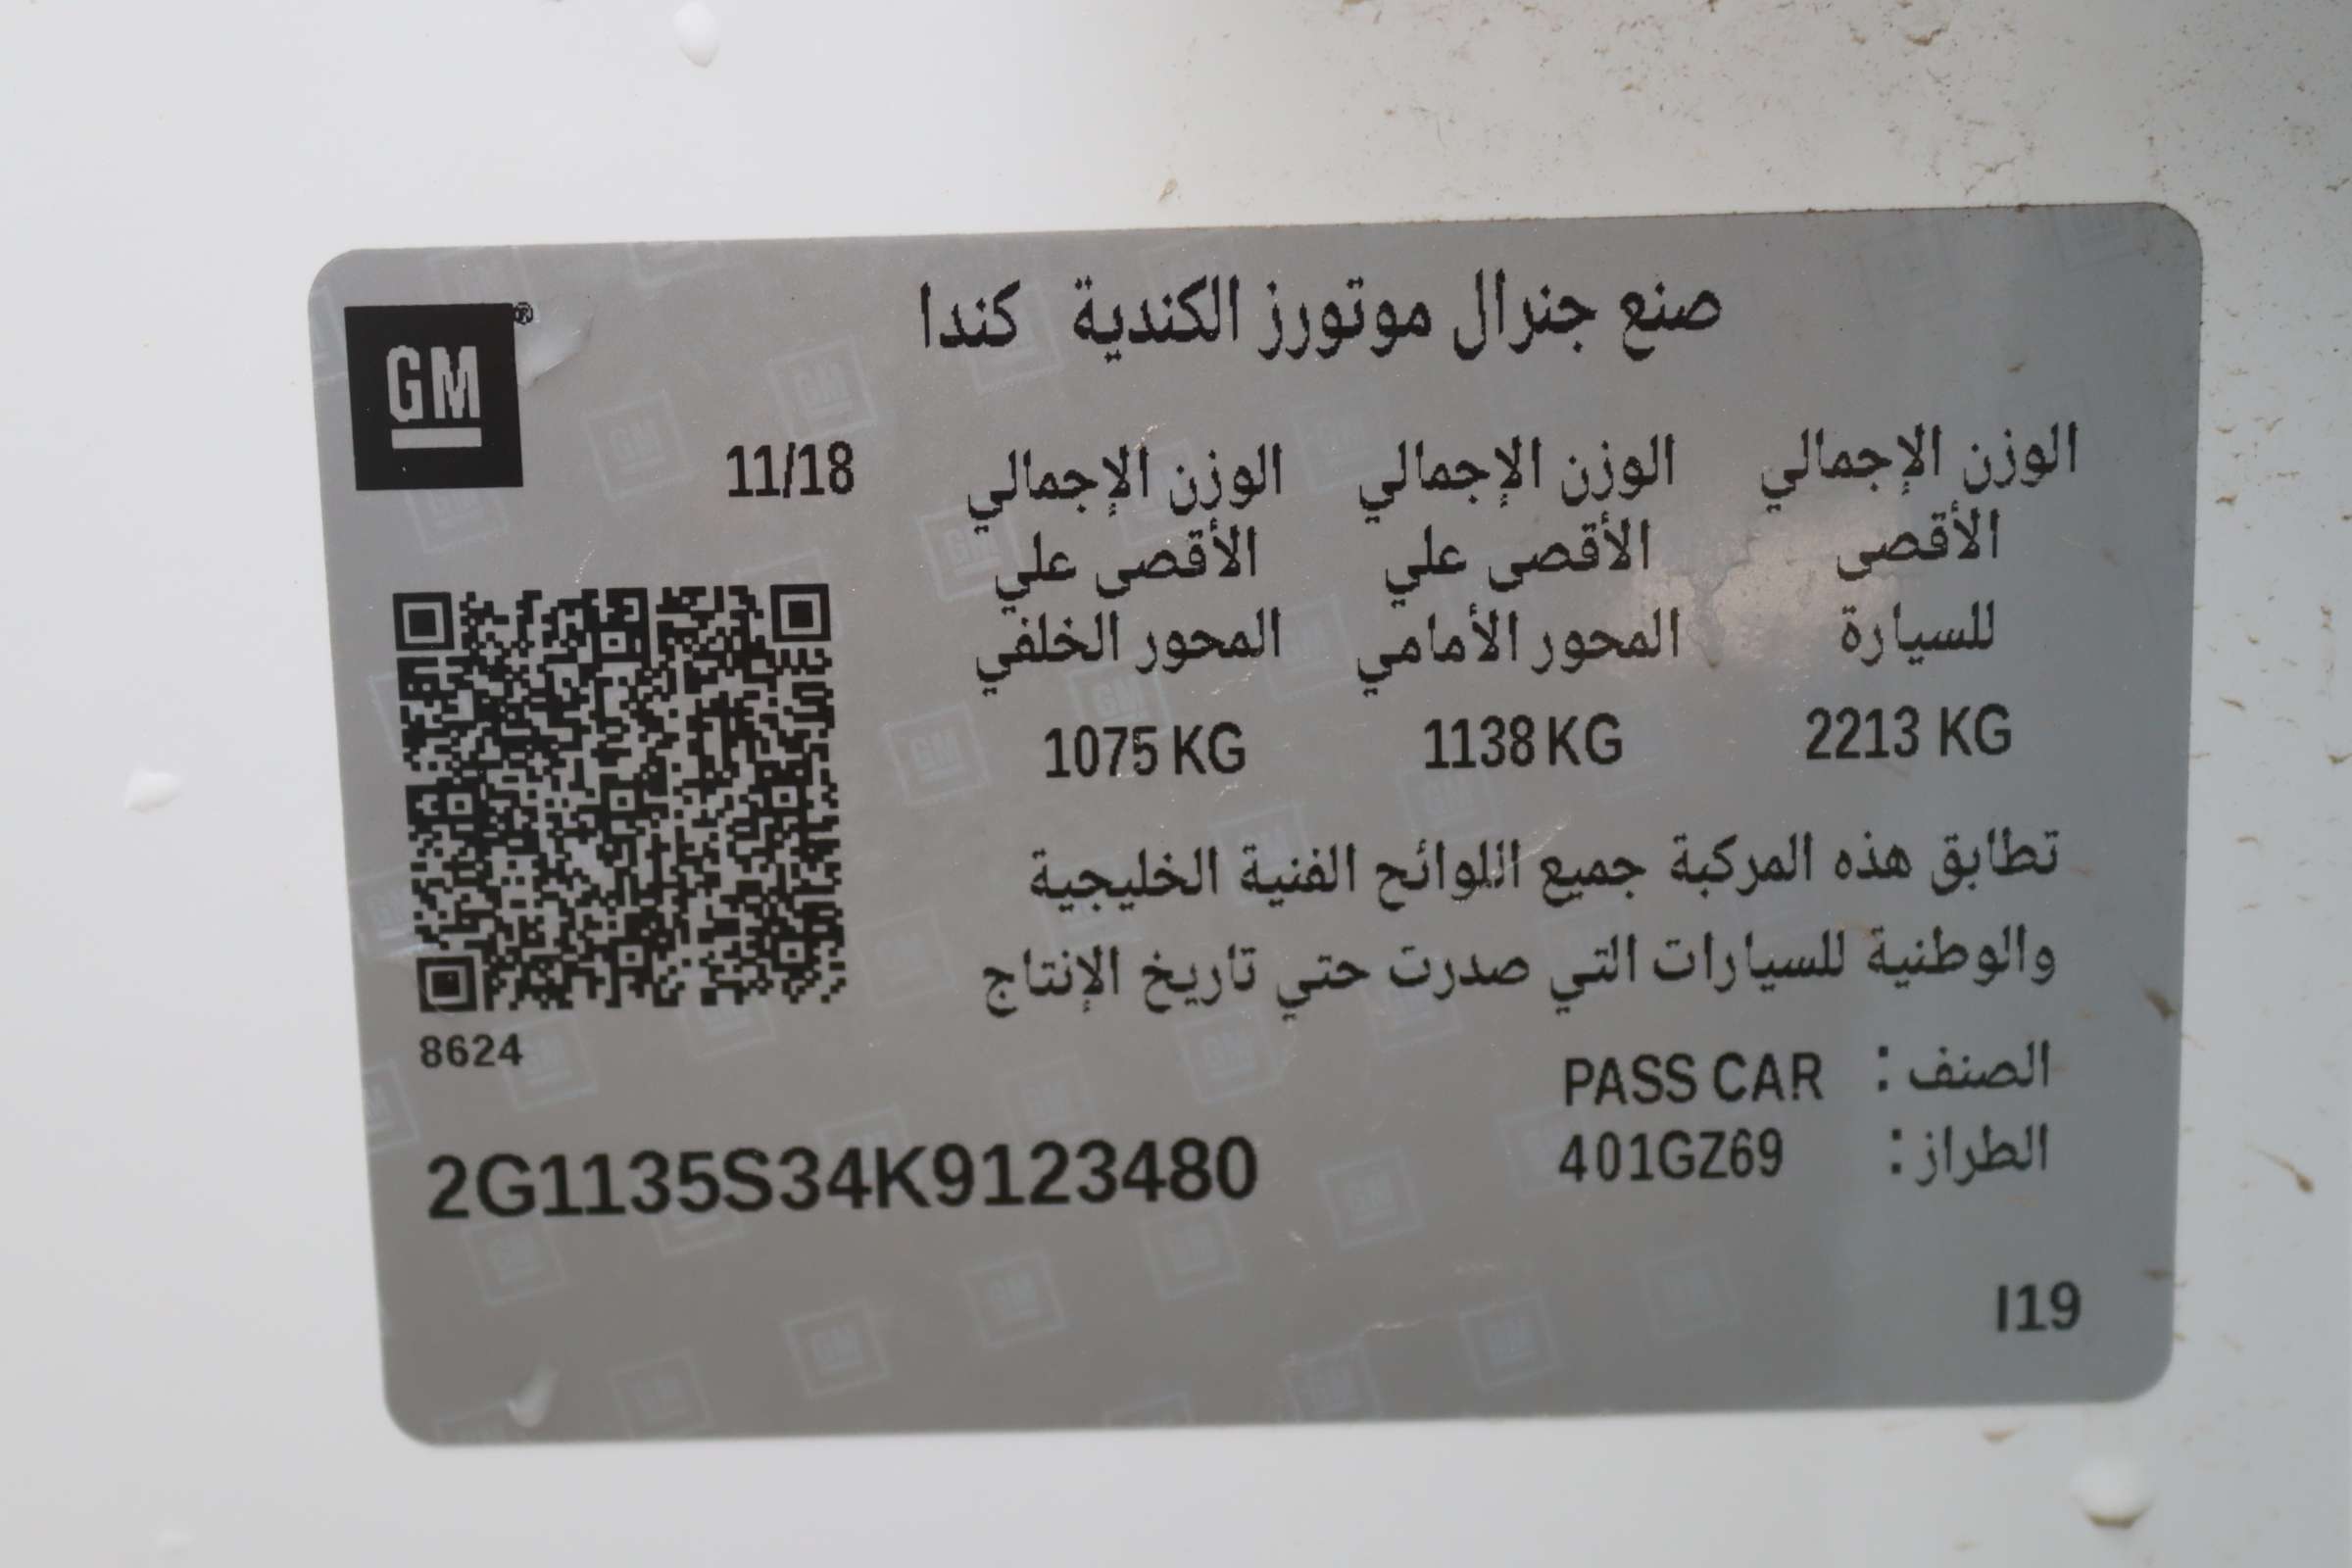 صنع جنرال موتورز الكندية كندا
GM®
11/18
الوزن الإجمالي الأقصى للسيارة
2213 KG
الوزن الإجمالي الأقصى علي المحور الأمامي
1138 KG
الوزن الإجمالي الأقصى علي المحور الخلفي
1075 KG
تطابق هذه المركبة جميع اللوائح الفنية الخليجية
والوطنية للسيارات التي صدرت حتي تاريخ الإنتاج
8624
الصنف : PASS CAR
الطراز : 401GZ69
2G1135S34K9123480
I19